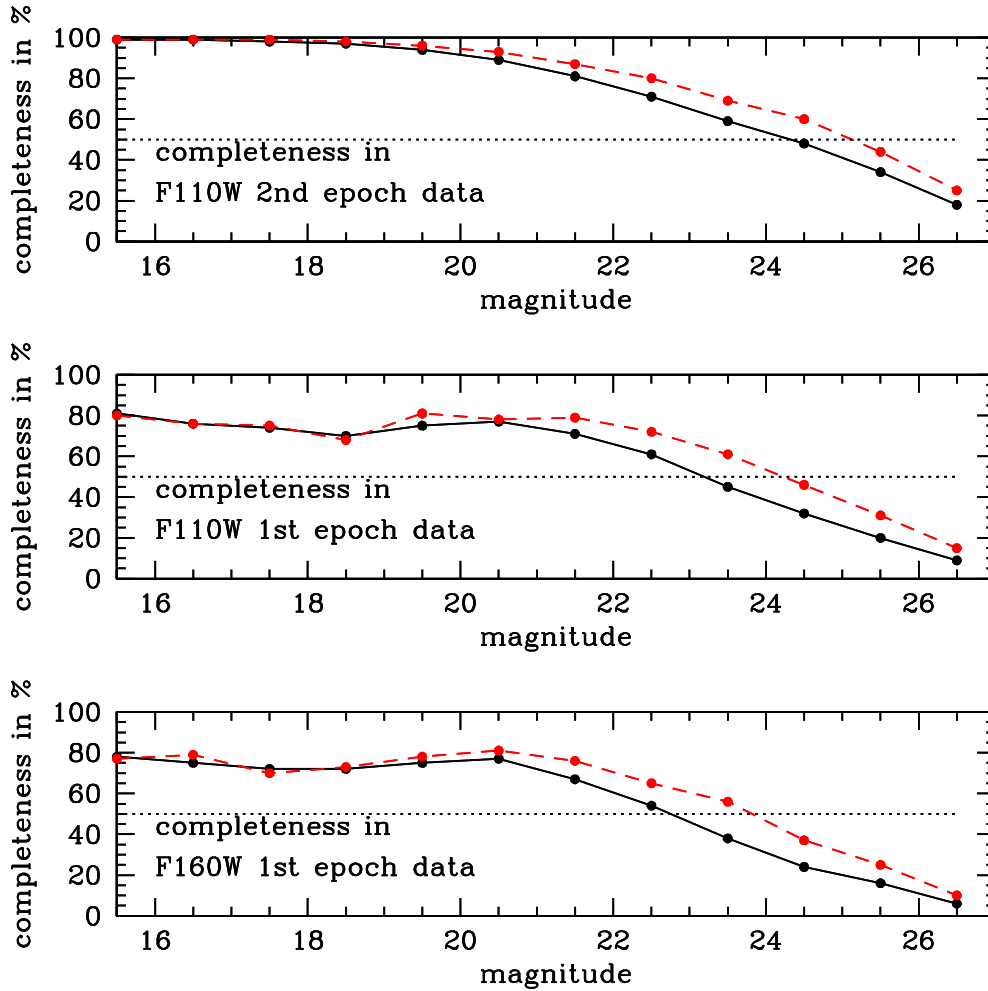 completeness in %
100
80
60
40
20
0
completeness in
F110W 2nd epoch data
16 18 20 22 24 26
magnitude
completeness in %
100
80
60
40
20
0
completeness in
F110W 1st epoch data
16 18 20 22 24 26
magnitude
completeness in %
100
80
60
40
20
0
completeness in
F160W 1st epoch data
16 18 20 22 24 26
magnitude